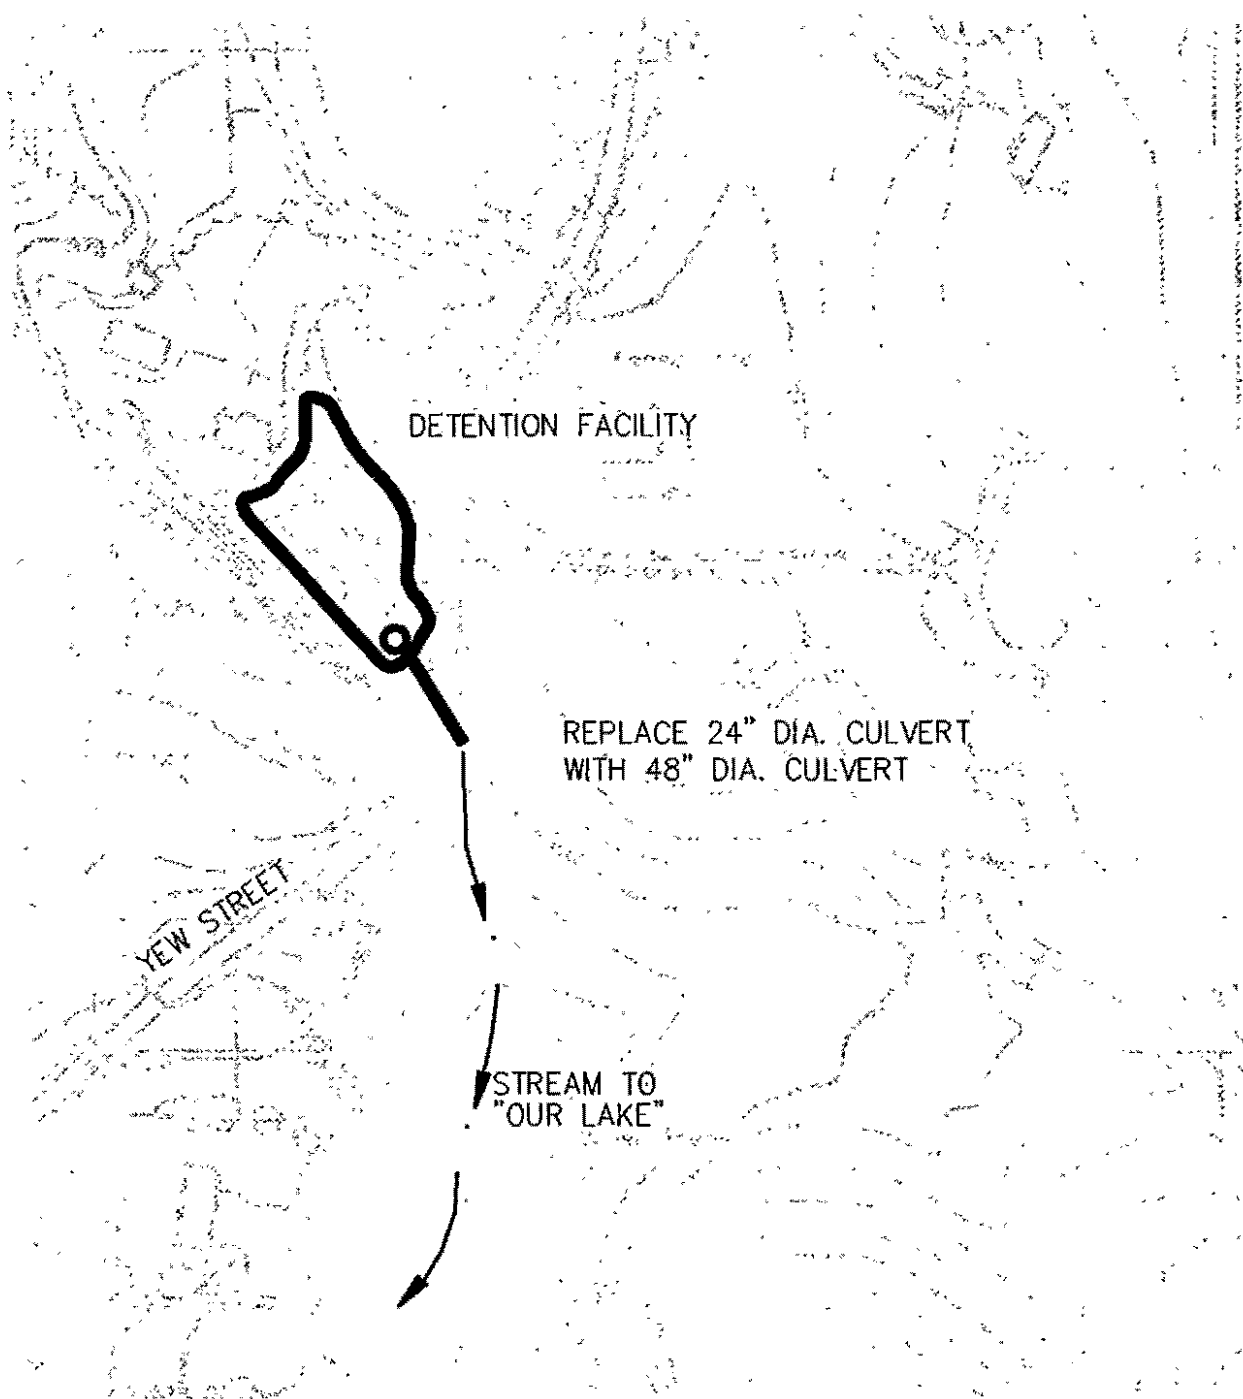 DETENTION FACILITY
REPLACE 24" DIA. CULVERT
WITH 48" DIA. CULVERT
YEW STREET
STREAM TO
"OUR LAKE"